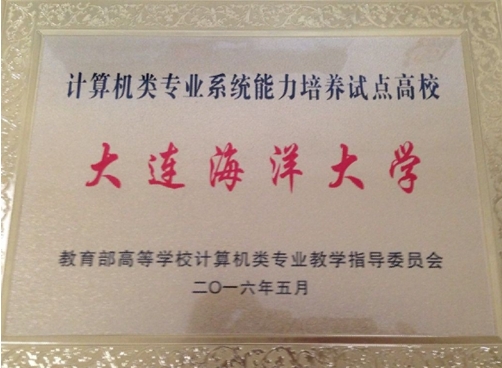 计算机类专业系统能力培养试点高校
大连海洋大学
教育部高等学校计算机类专业教学指导委员会
二〇一六年五月